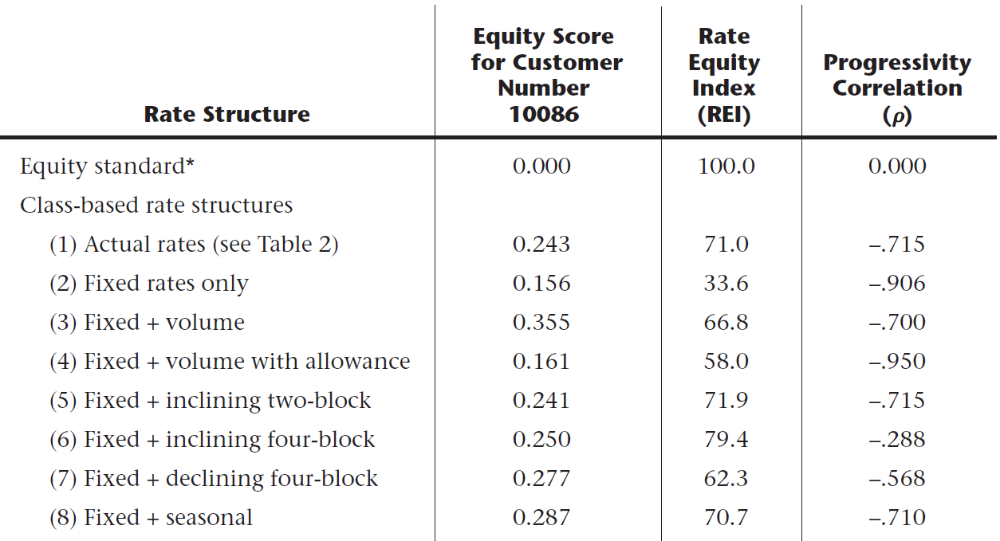 Rate Structure | Equity Score for Customer Number 10086 | Rate Equity Index (REI) | Progressivity Correlation (ρ)
Equity standard* 0.000 100.0 0.000
Class-based rate structures
(1) Actual rates (see Table 2) 0.243 71.0 –.715
(2) Fixed rates only 0.156 33.6 –.906
(3) Fixed + volume 0.355 66.8 –.700
(4) Fixed + volume with allowance 0.161 58.0 –.950
(5) Fixed + inclining two-block 0.241 71.9 –.715
(6) Fixed + inclining four-block 0.250 79.4 –.288
(7) Fixed + declining four-block 0.277 62.3 –.568
(8) Fixed + seasonal 0.287 70.7 –.710